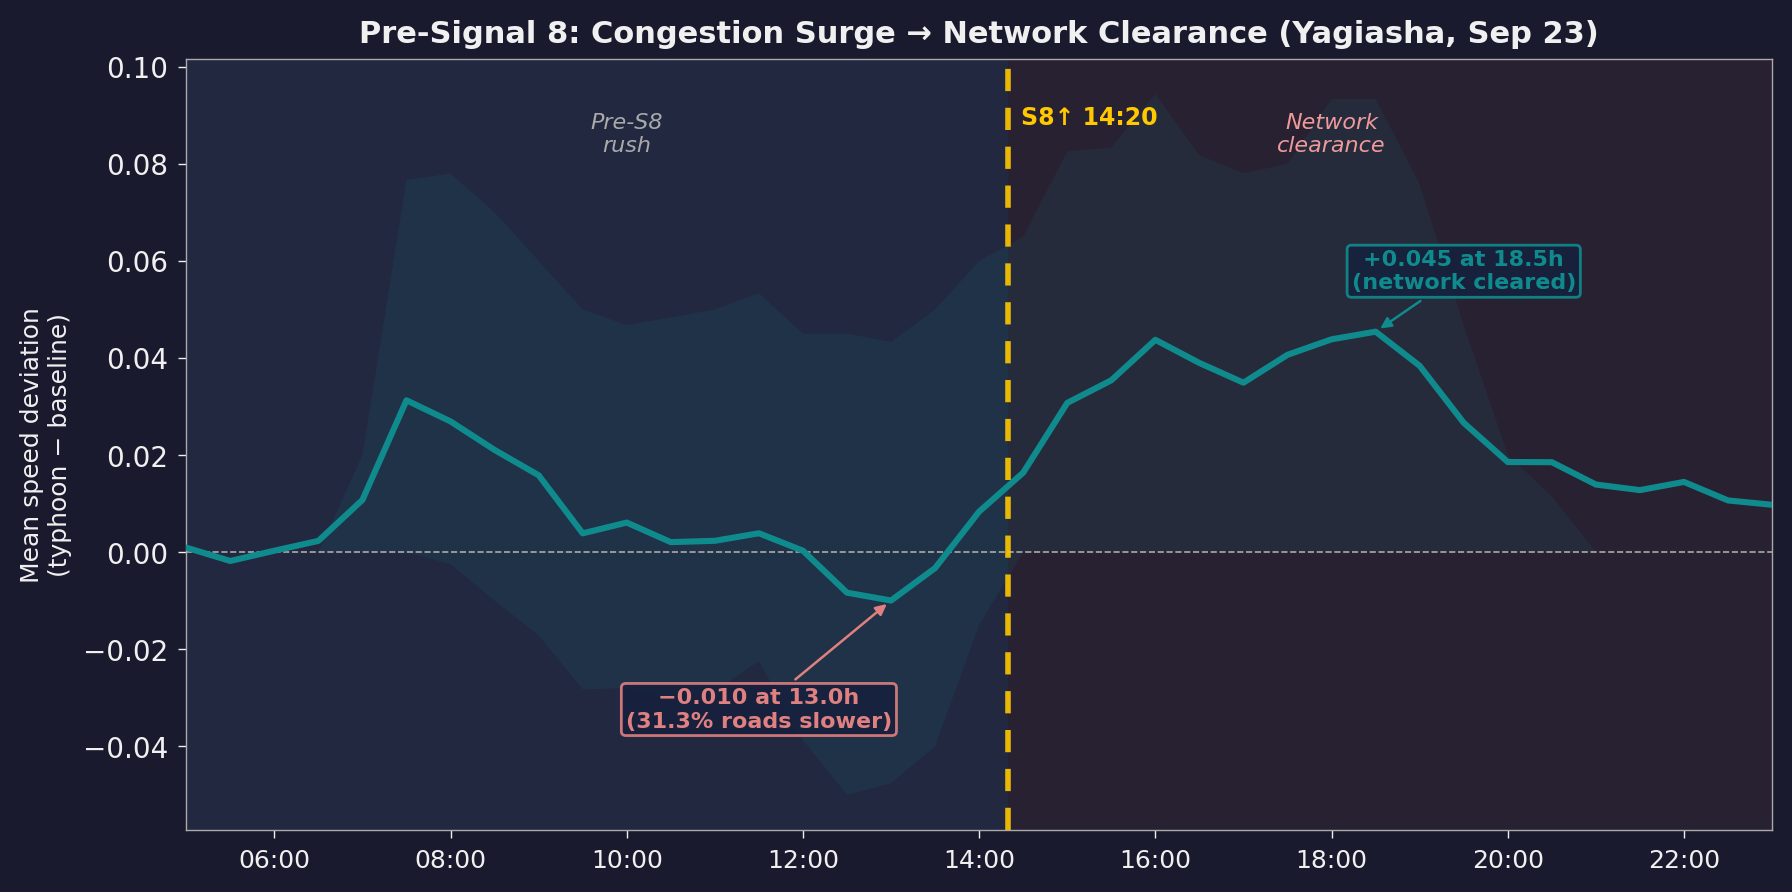 Pre-Signal 8: Congestion Surge → Network Clearance (Yagiasha, Sep 23)
Mean speed deviation
(typhoon − baseline)
0.10
0.08
0.06
0.04
0.02
0.00
−0.02
−0.04
Pre-S8
rush
S8↑ 14:20
Network
clearance
+0.045 at 18.5h
(network cleared)
−0.010 at 13.0h
(31.3% roads slower)
06:00
08:00
10:00
12:00
14:00
16:00
18:00
20:00
22:00